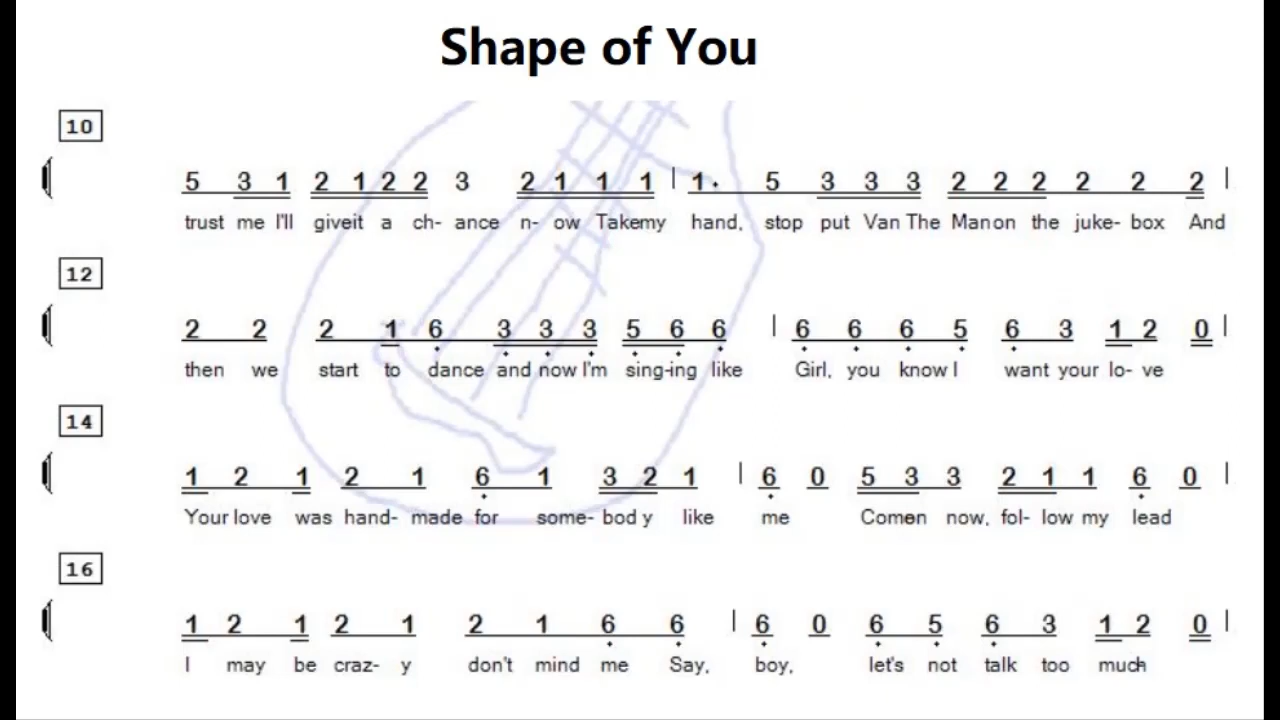 Shape of You
10
5 3 1 2 1 2 2 3 2 1 1 1 | 1· 5 3 3 3 2 2 2 2 2 2 |
trust me I'll giveit a ch- ance n- ow Takemy hand, stop put Van The Manon the juke- box And
12
2 2 2 1 6 3 3 3 5 6 6 | 6 6 6 5 6 3 1 2 0 |
then we start to dance and now I'm sing-ing like Girl, you know I want your lo- ve
14
1 2 1 2 1 6 1 3 2 1 | 6 0 5 3 3 2 1 1 6 0 |
Your love was hand- made for some- body like me Comeon now, fol- low my lead
16
1 2 1 2 1 2 1 6 6 | 6 0 6 5 6 3 1 2 0 |
I may be craz- y don't mind me Say, boy, let's not talk too much